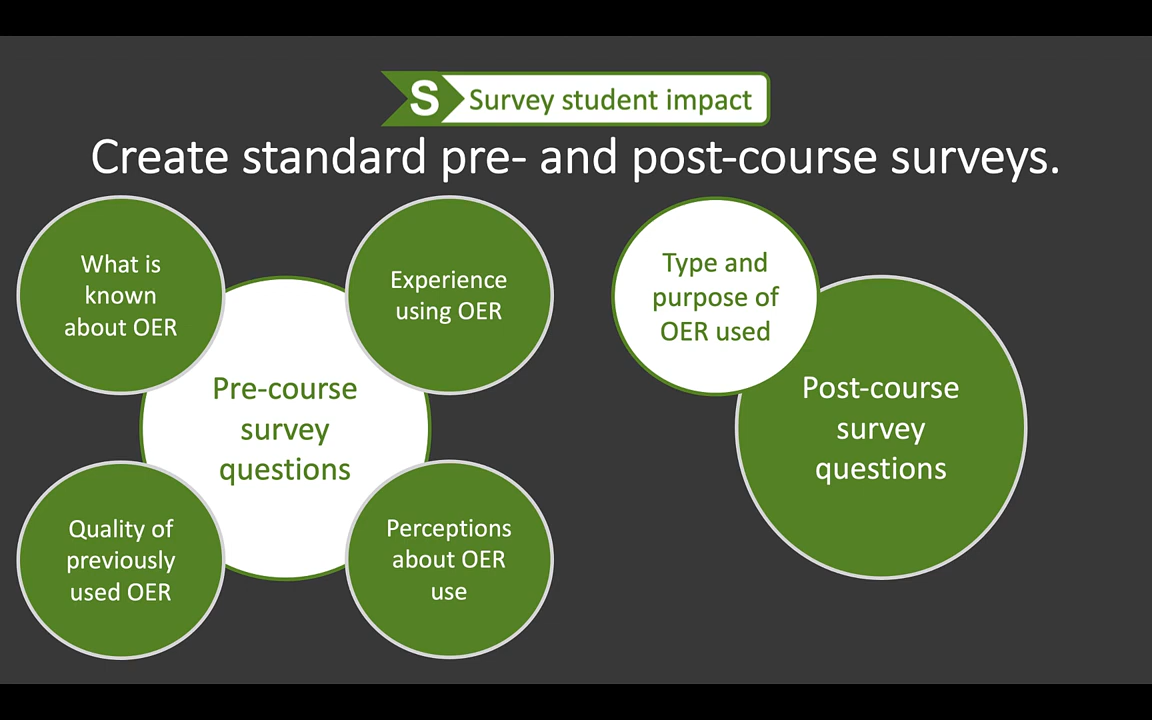 S Survey student impact
Create standard pre- and post-course surveys.
What is
known
about OER
Experience
using OER
Pre-course
survey
questions
Quality of
previously
used OER
Perceptions
about OER
use
Type and
purpose of
OER used
Post-course
survey
questions